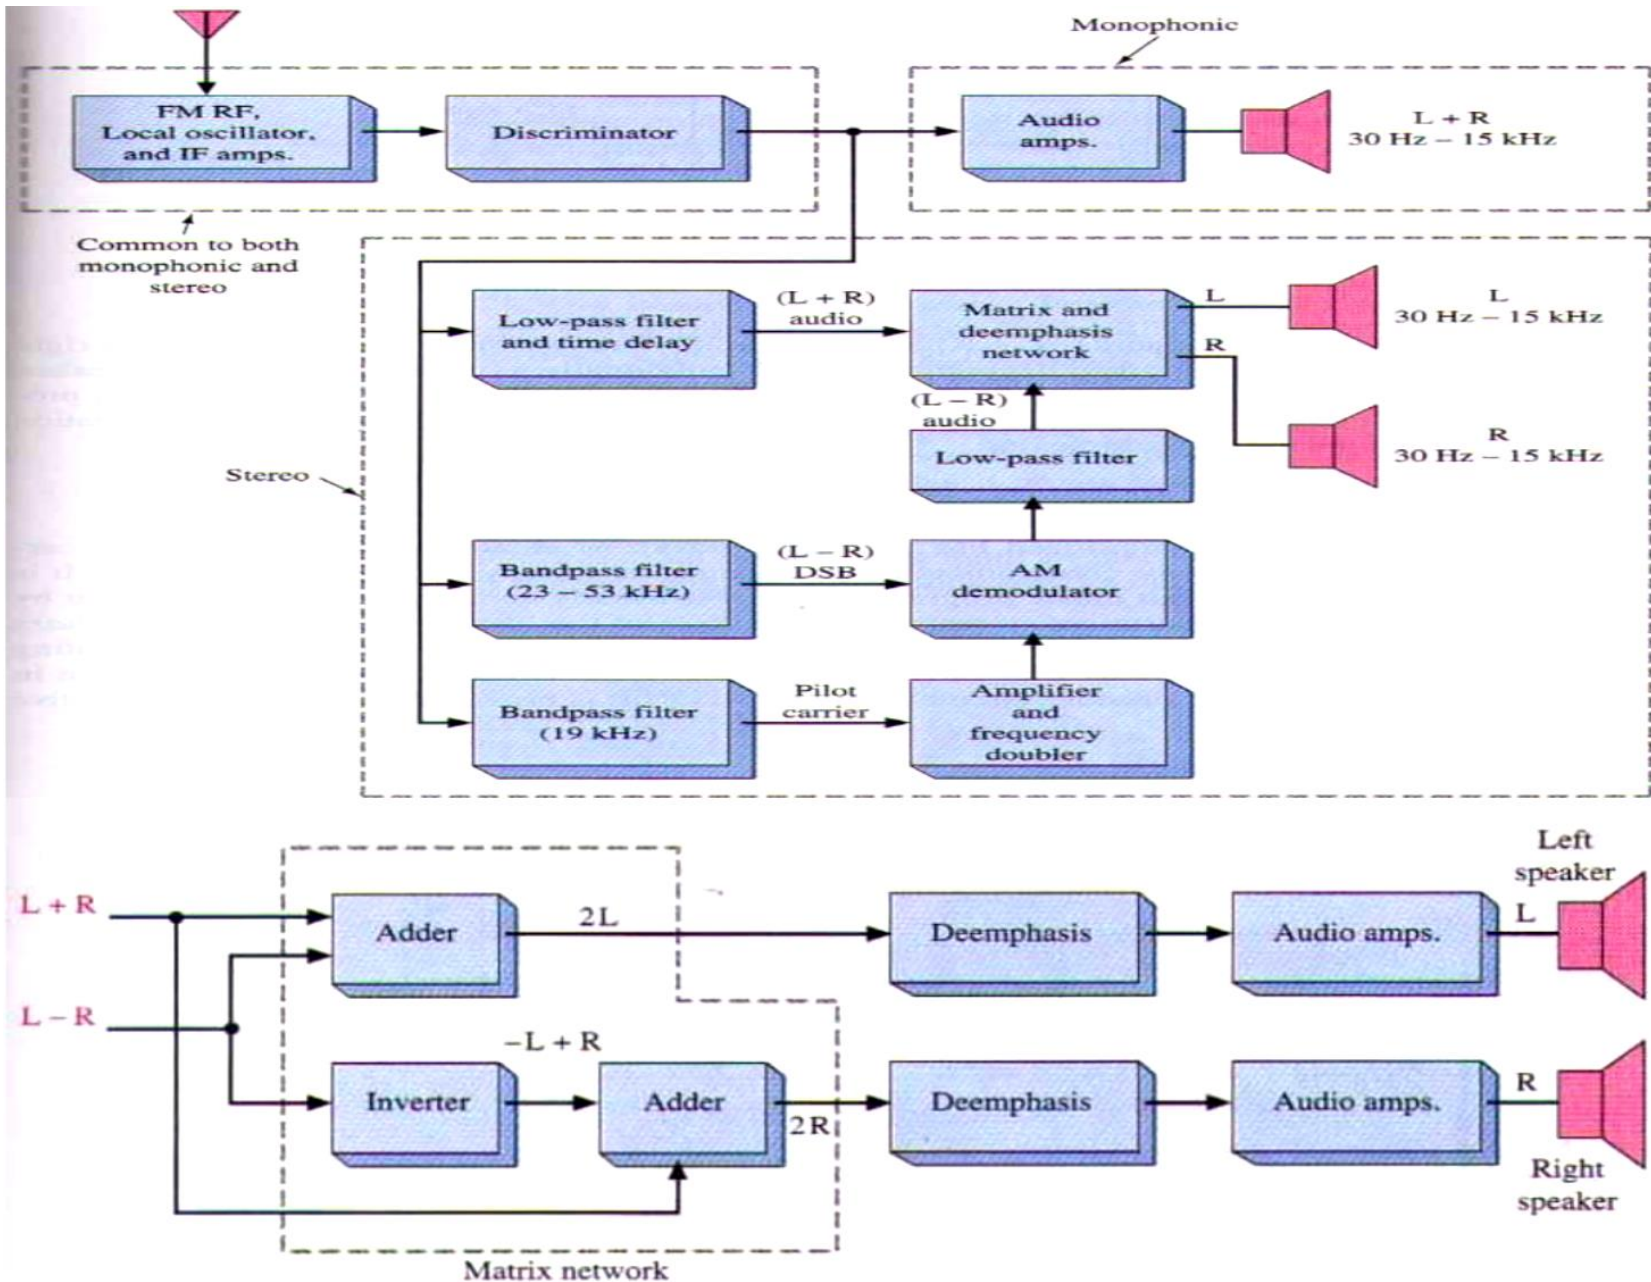 Monophonic
FM RF,
Local oscillator,
and IF amps.
Discriminator
Audio
amps.
L + R
30 Hz – 15 kHz
Common to both
monophonic and
stereo
Low-pass filter
and time delay
(L + R)
audio
Matrix and
deemphasis
network
L
R
L
30 Hz – 15 kHz
(L – R)
audio
R
30 Hz – 15 kHz
Low-pass filter
Stereo
Bandpass filter
(23 – 53 kHz)
(L – R)
DSB
AM
demodulator
Bandpass filter
(19 kHz)
Pilot
carrier
Amplifier
and
frequency
doubler
Left
speaker
L + R
Adder
2L
Deemphasis
Audio amps.
L
L – R
–L + R
Inverter
Adder
2R
Deemphasis
Audio amps.
R
Right
speaker
Matrix network